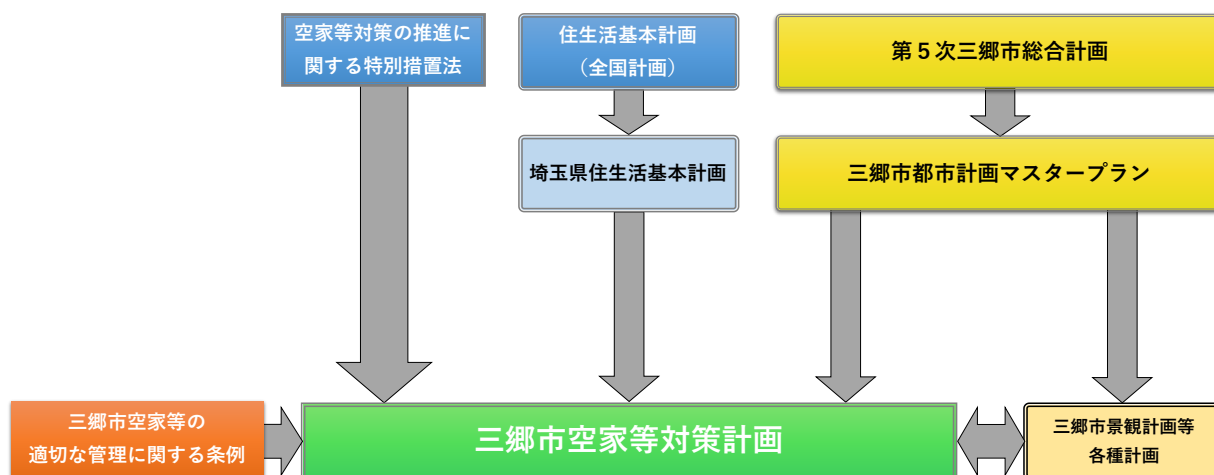 空家等対策の推進に
関する特別措置法
住生活基本計画
（全国計画）
第５次三郷市総合計画
埼玉県住生活基本計画
三郷市都市計画マスタープラン
三郷市空家等の
適切な管理に関する条例
三郷市空家等対策計画
三郷市景観計画等
各種計画